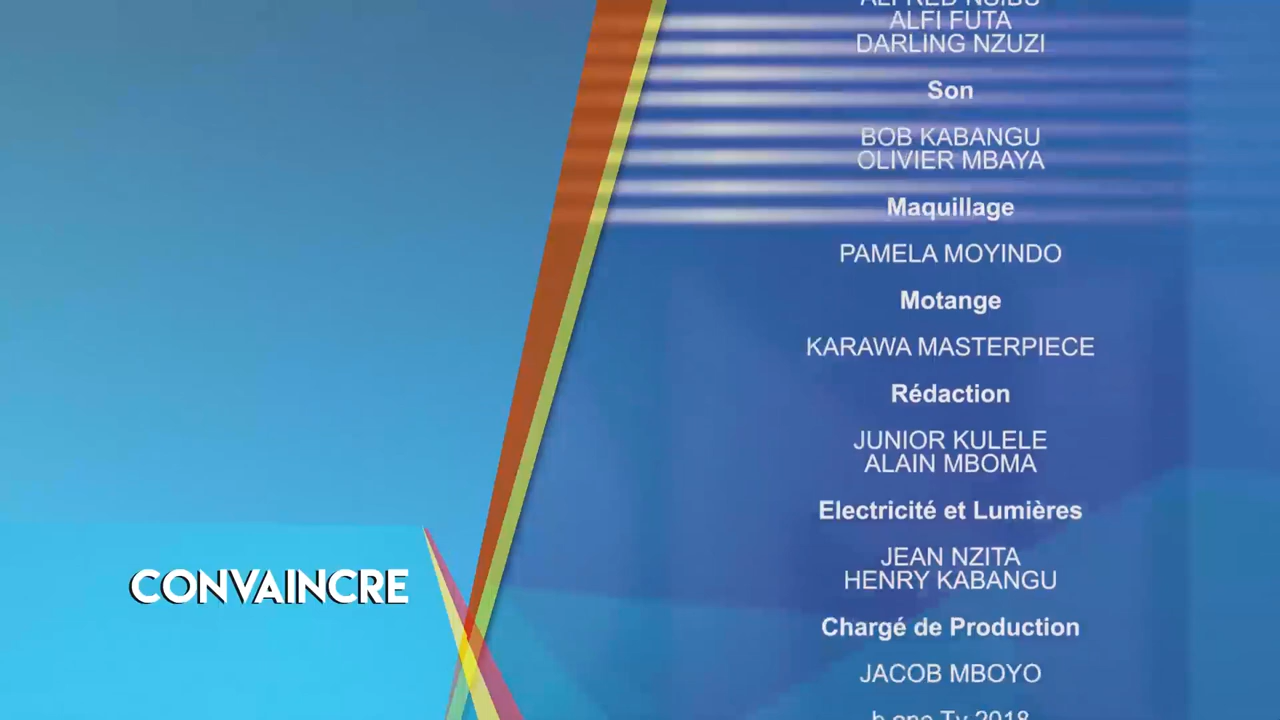 ALFI FUTA
DARLING NZUZI
Son
BOB KABANGU
OLIVIER MBAYA
Maquillage
PAMELA MOYINDO
Motange
KARAWA MASTERPIECE
Rédaction
JUNIOR KULELE
ALAIN MBOMA
Electricité et Lumières
JEAN NZITA
HENRY KABANGU
Chargé de Production
JACOB MBOYO
CONVAINCRE